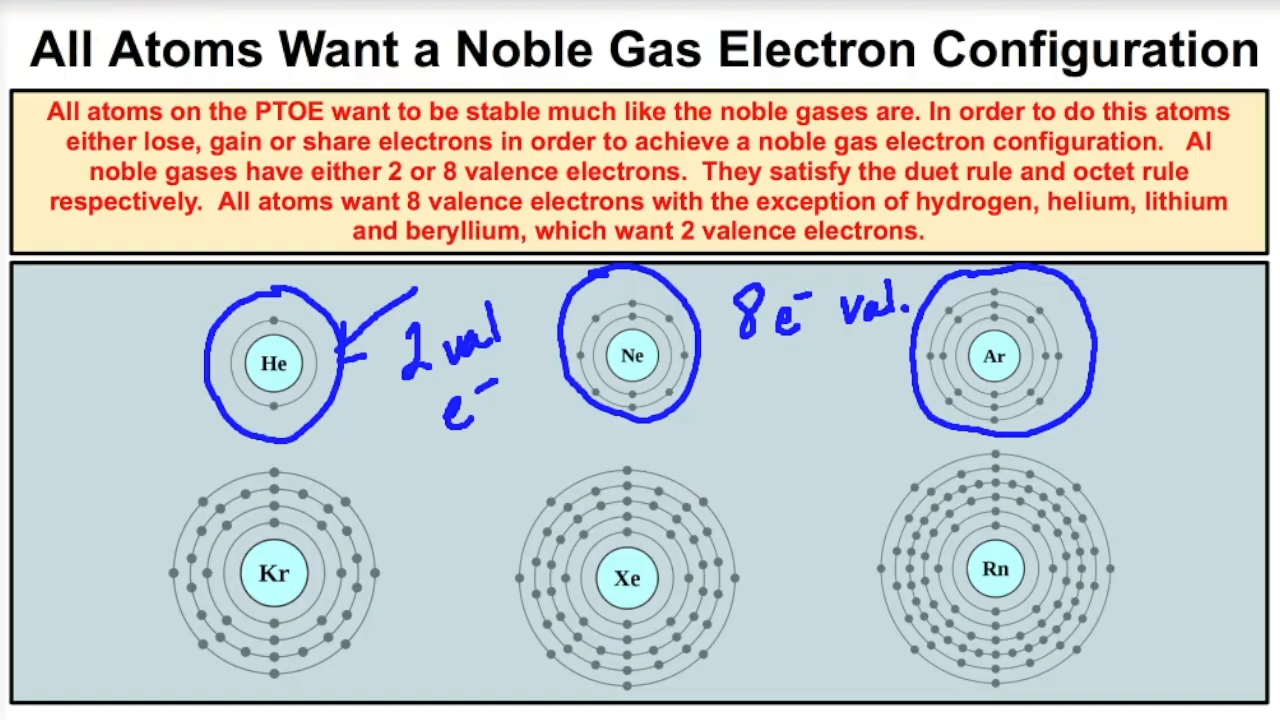 All Atoms Want a Noble Gas Electron Configuration
All atoms on the PTOE want to be stable much like the noble gases are. In order to do this atoms
either lose, gain or share electrons in order to achieve a noble gas electron configuration. Al
noble gases have either 2 or 8 valence electrons. They satisfy the duet rule and octet rule
respectively. All atoms want 8 valence electrons with the exception of hydrogen, helium, lithium
and beryllium, which want 2 valence electrons.
He
2 val
e⁻
Ne
8 e⁻ val.
Ar
Kr
Xe
Rn